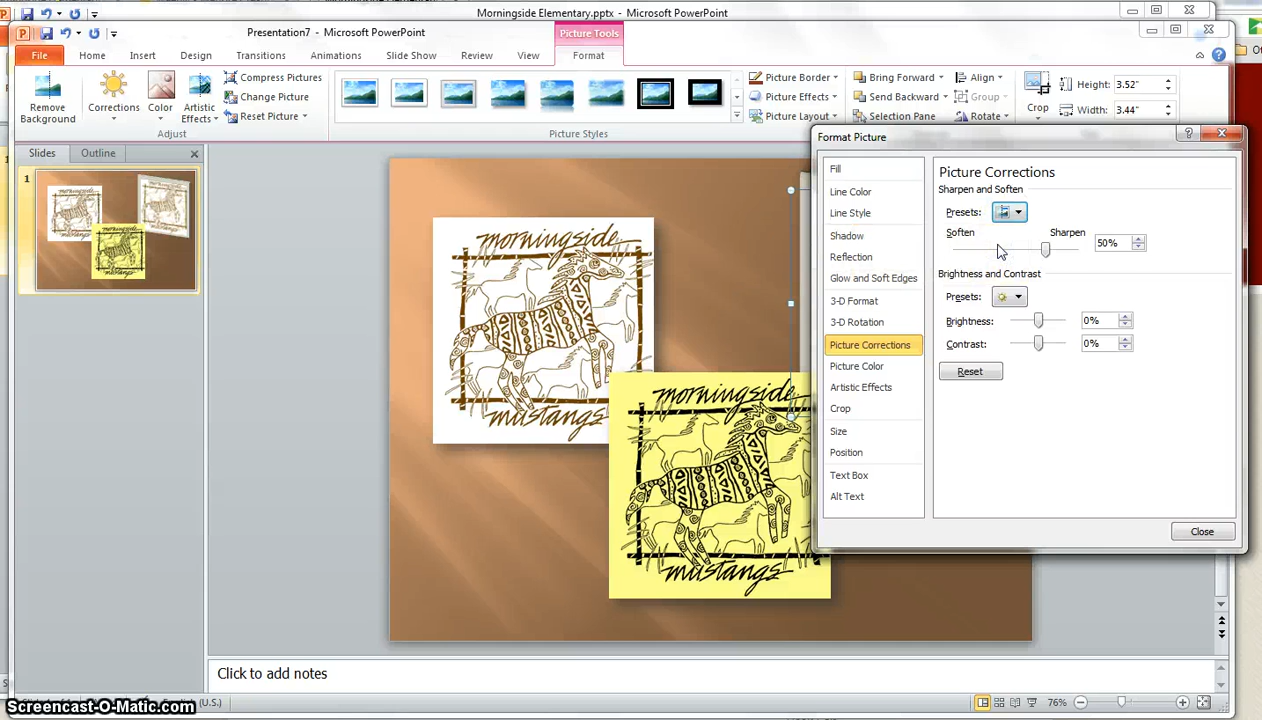 Morningside Elementary.pptx - Microsoft PowerPoint
Presentation7 - Microsoft PowerPoint
Picture Tools
File
Home
Insert
Design
Transitions
Animations
Slide Show
Review
View
Format
Remove Background
Corrections
Color
Artistic Effects
Compress Pictures
Change Picture
Reset Picture
Adjust
Picture Styles
Picture Border
Picture Effects
Picture Layout
Bring Forward
Send Backward
Selection Pane
Align
Group
Rotate
Crop
Height: 3.52"
Width: 3.44"
Slides
Outline
1
morningside
mustangs
morningside
mustangs
Format Picture
Fill
Line Color
Line Style
Shadow
Reflection
Glow and Soft Edges
3-D Format
3-D Rotation
Picture Corrections
Picture Color
Artistic Effects
Crop
Size
Position
Text Box
Alt Text
Picture Corrections
Sharpen and Soften
Presets:
Soften
Sharpen
50%
Brightness and Contrast
Presets:
Brightness:
0%
Contrast:
0%
Reset
Close
Click to add notes
(U.S.)
76%
Screencast-O-Matic.com